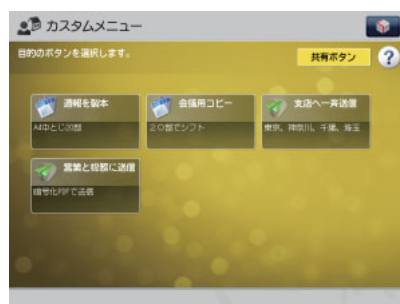 カスタムメニュー
目的のボタンを選択します。
共有ボタン
?
週報を製本
A4中とじ20部
会議用コピー
20部でシフト
支店へ一斉送信
東京、神奈川、千葉、埼玉
営業と総務に送信
暗号化PDFで送信